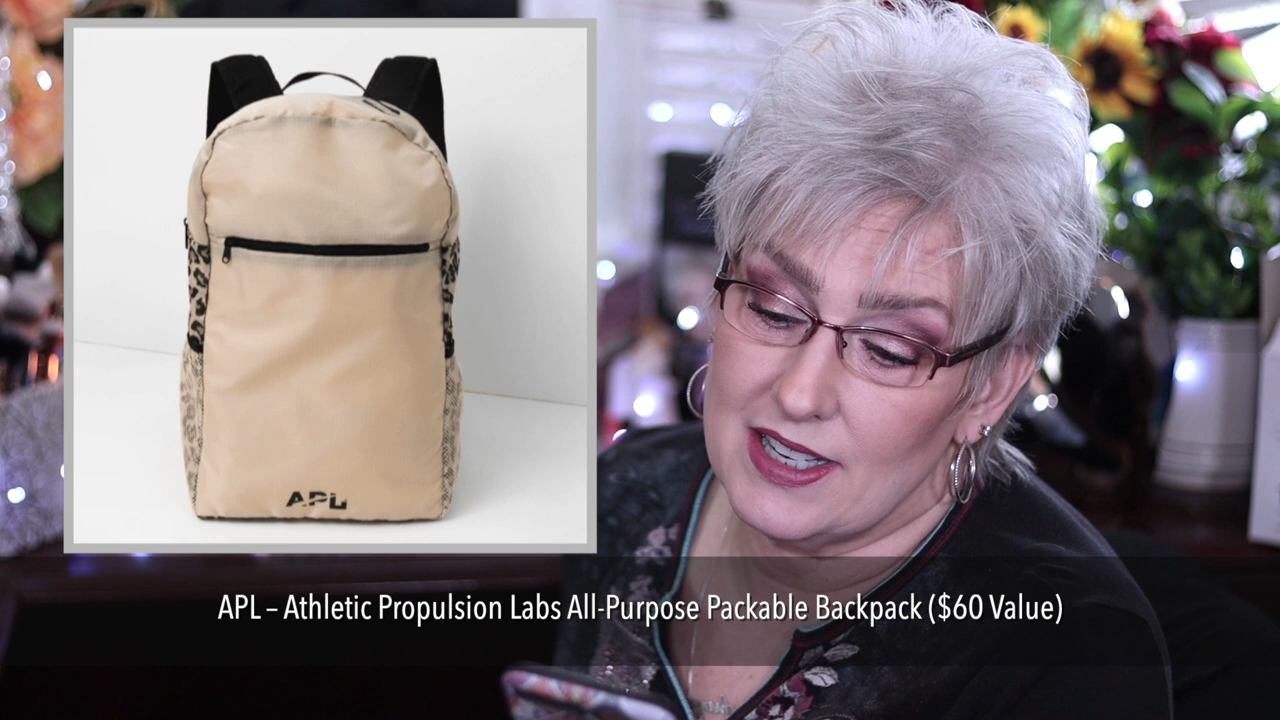 APL
APL – Athletic Propulsion Labs All-Purpose Packable Backpack ($60 Value)